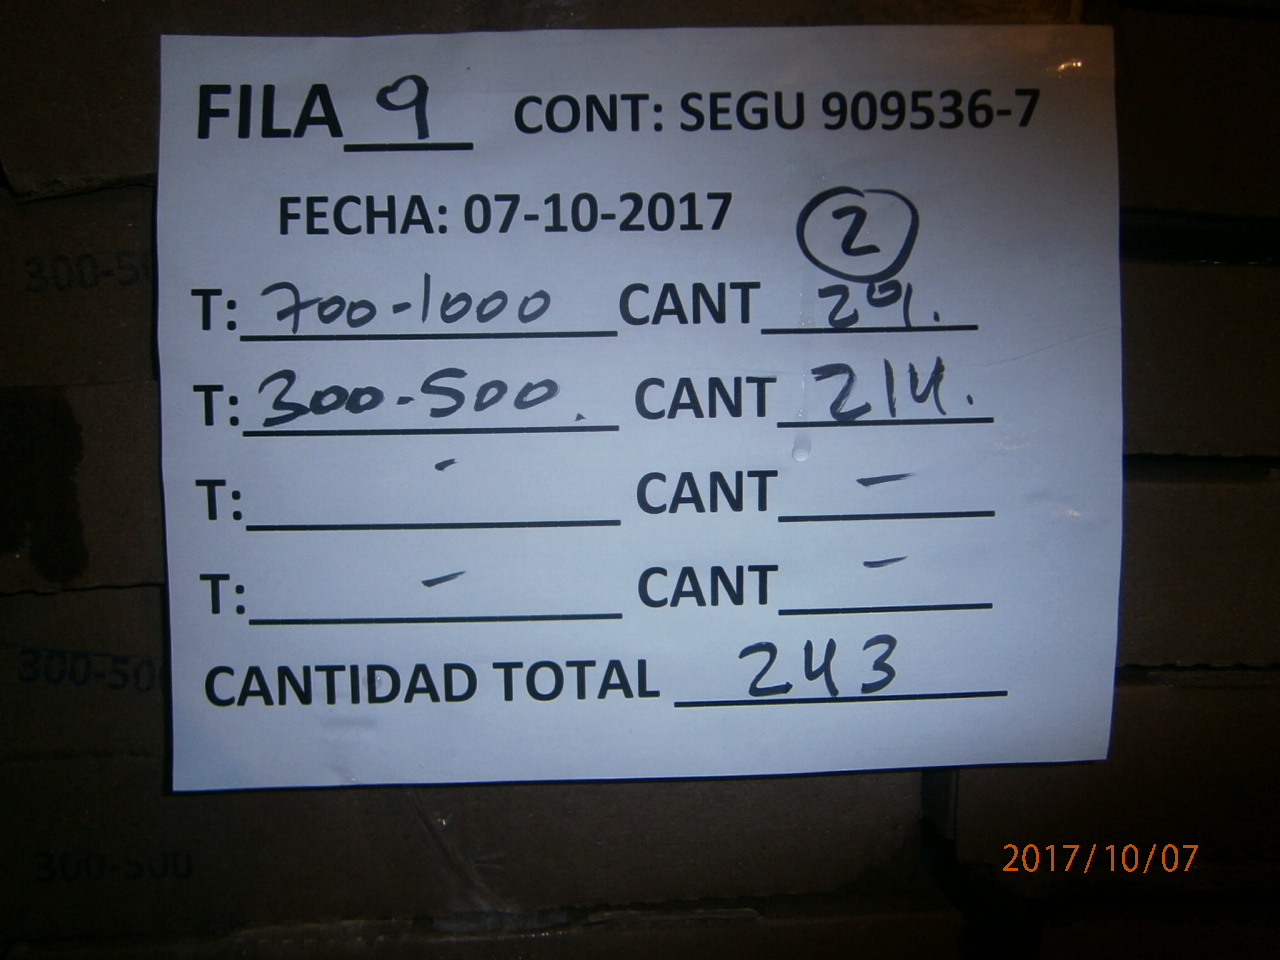 FILA 9 CONT: SEGU 909536-7
FECHA: 07-10-2017 2
T: 700-1000 CANT 29.
T: 300-500. CANT 214.
T: - CANT -
T: - CANT -
CANTIDAD TOTAL 243
300-50
300-500
300-500
2017/10/07